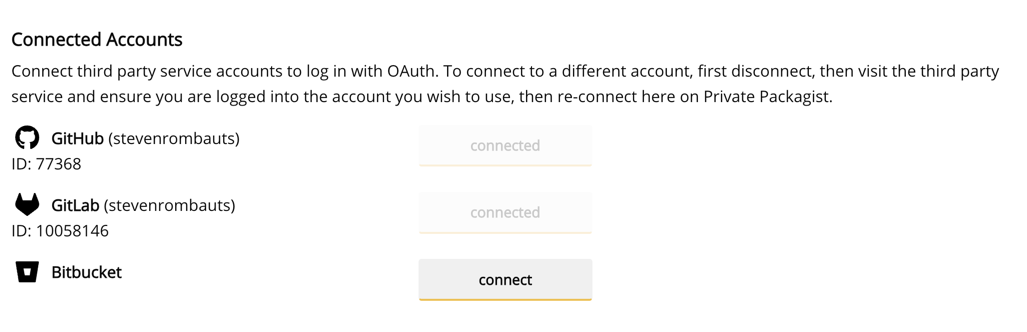 Connected Accounts
Connect third party service accounts to log in with OAuth. To connect to a different account, first disconnect, then visit the third party
service and ensure you are logged into the account you wish to use, then re-connect here on Private Packagist.
GitHub (stevenrombauts)
connected
ID: 77368
GitLab (stevenrombauts)
connected
ID: 10058146
Bitbucket
connect